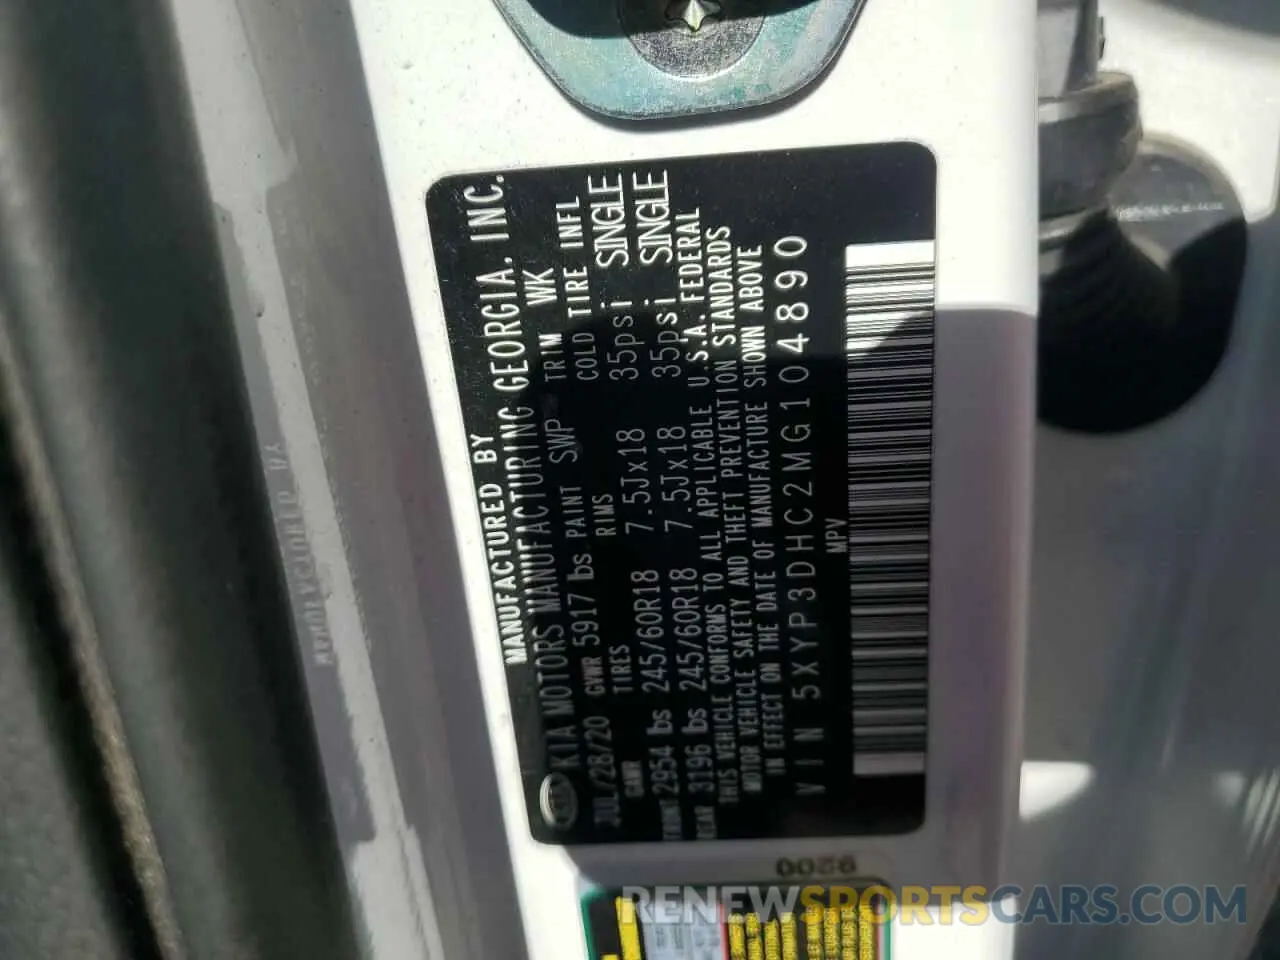 MANUFACTURED BY
KIA MOTORS MANUFACTURING GEORGIA, INC.
JUL/28/20 GVWR 5917 lbs PAINT SWP TRIM WK
GAWR TIRES RIMS COLD TIRE INFL
FRONT 2954 lbs 245/60R18 7.5Jx18 35psi SINGLE
REAR 3196 lbs 245/60R18 7.5Jx18 35psi SINGLE
THIS VEHICLE CONFORMS TO ALL APPLICABLE U.S.A. FEDERAL
MOTOR VEHICLE SAFETY AND THEFT PREVENTION STANDARDS
IN EFFECT ON THE DATE OF MANUFACTURE SHOWN ABOVE
VIN 5XYP3DHC2MG104890
MPV
9200
RENEWSPORTSCARS.COM